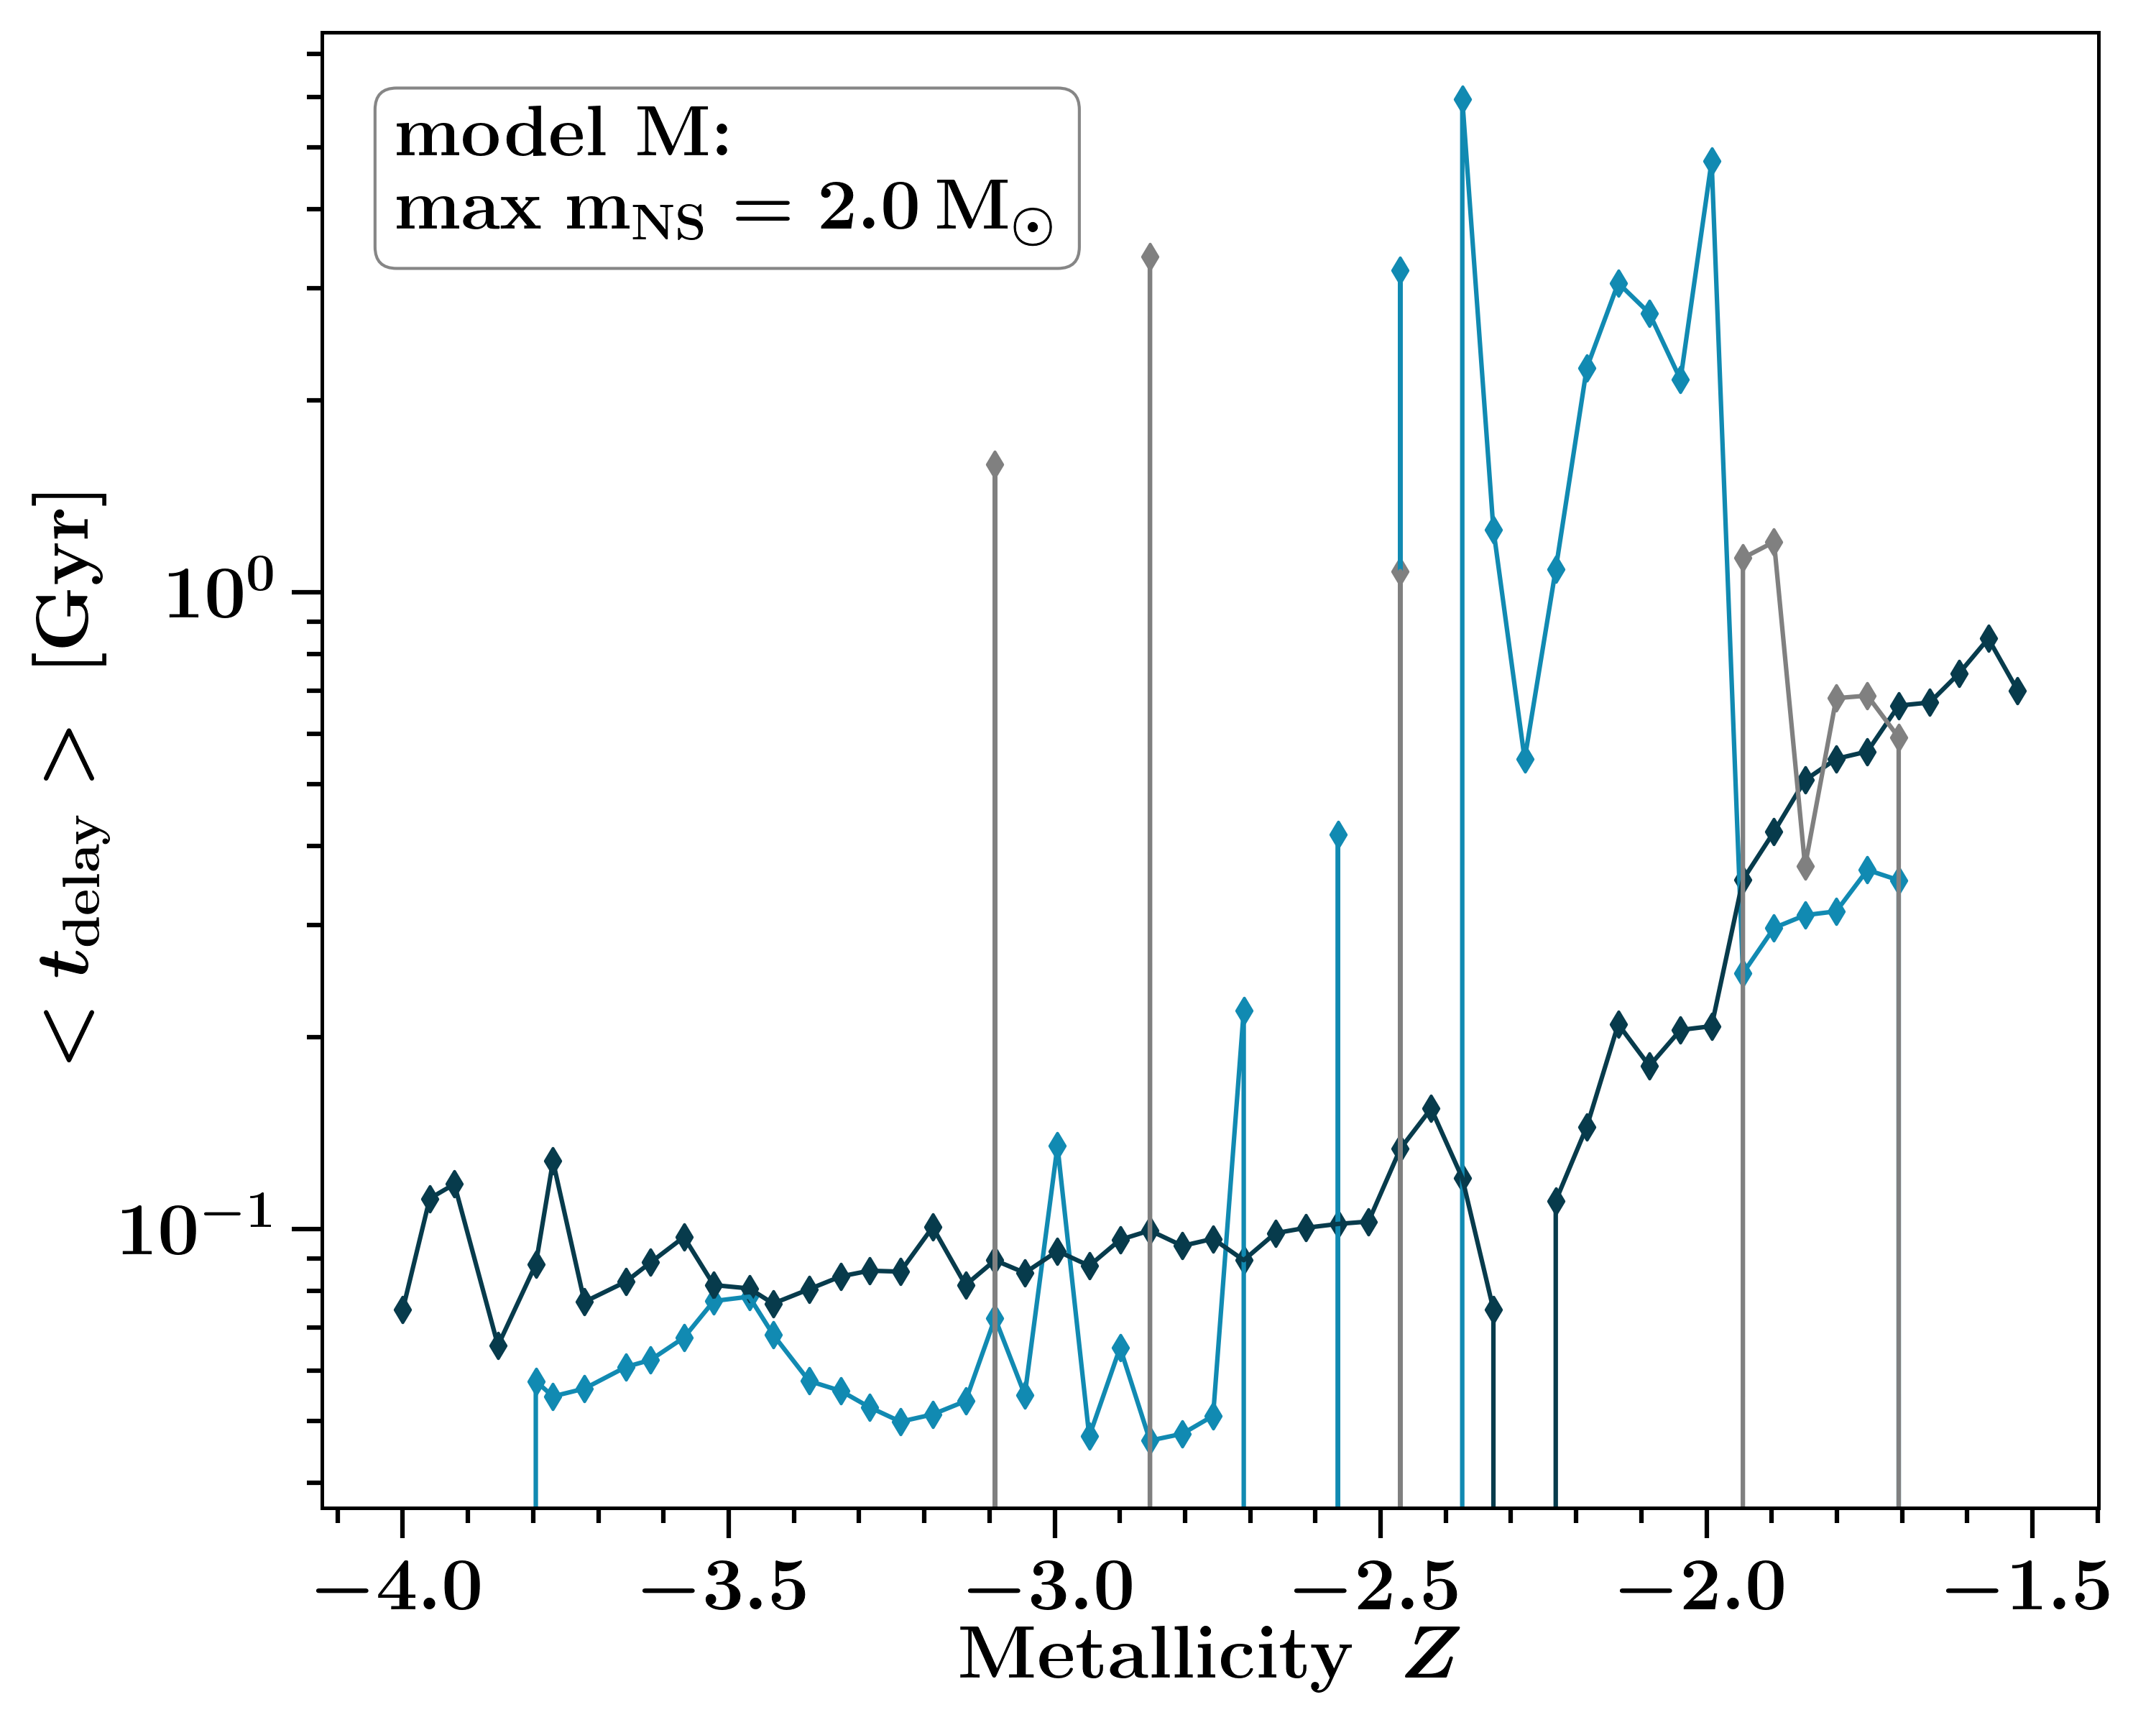 model M:
max m_NS = 2.0 M_⊙
< t_delay > [Gyr]
10^0
10^−1
−4.0 −3.5 −3.0 −2.5 −2.0 −1.5
Metallicity Z